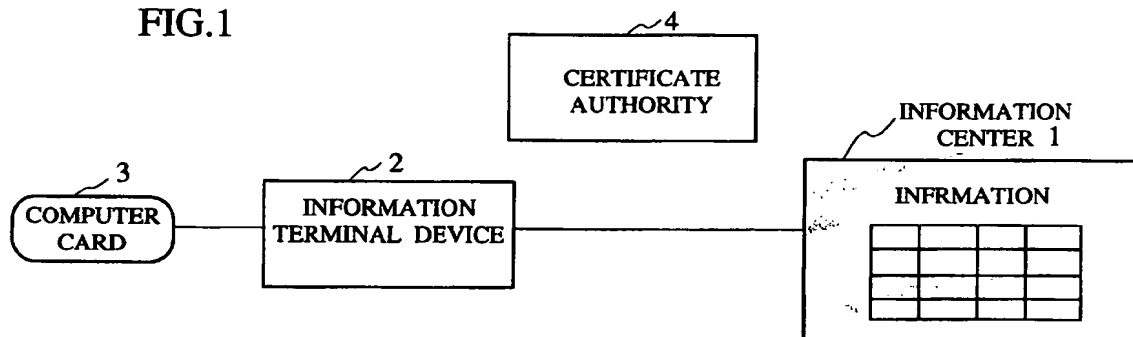 FIG.1
4
CERTIFICATE
AUTHORITY
INFORMATION
CENTER 1
3
COMPUTER
CARD
2
INFORMATION
TERMINAL DEVICE
INFRMATION